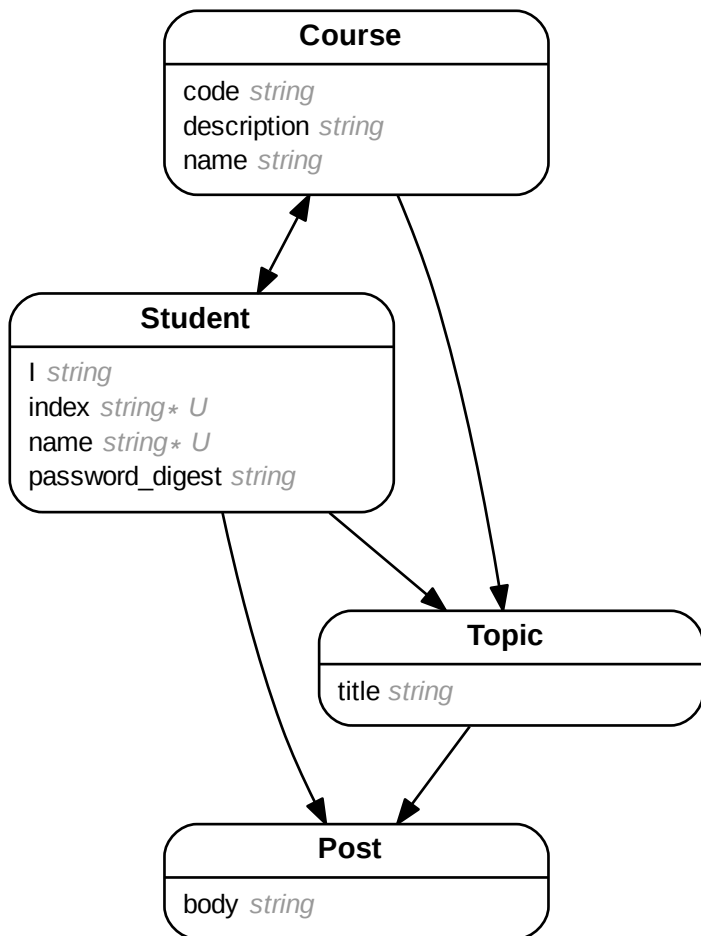 Course
code string
description string
name string
Student
I string
index string∗ U
name string∗ U
password_digest string
Topic
title string
Post
body string